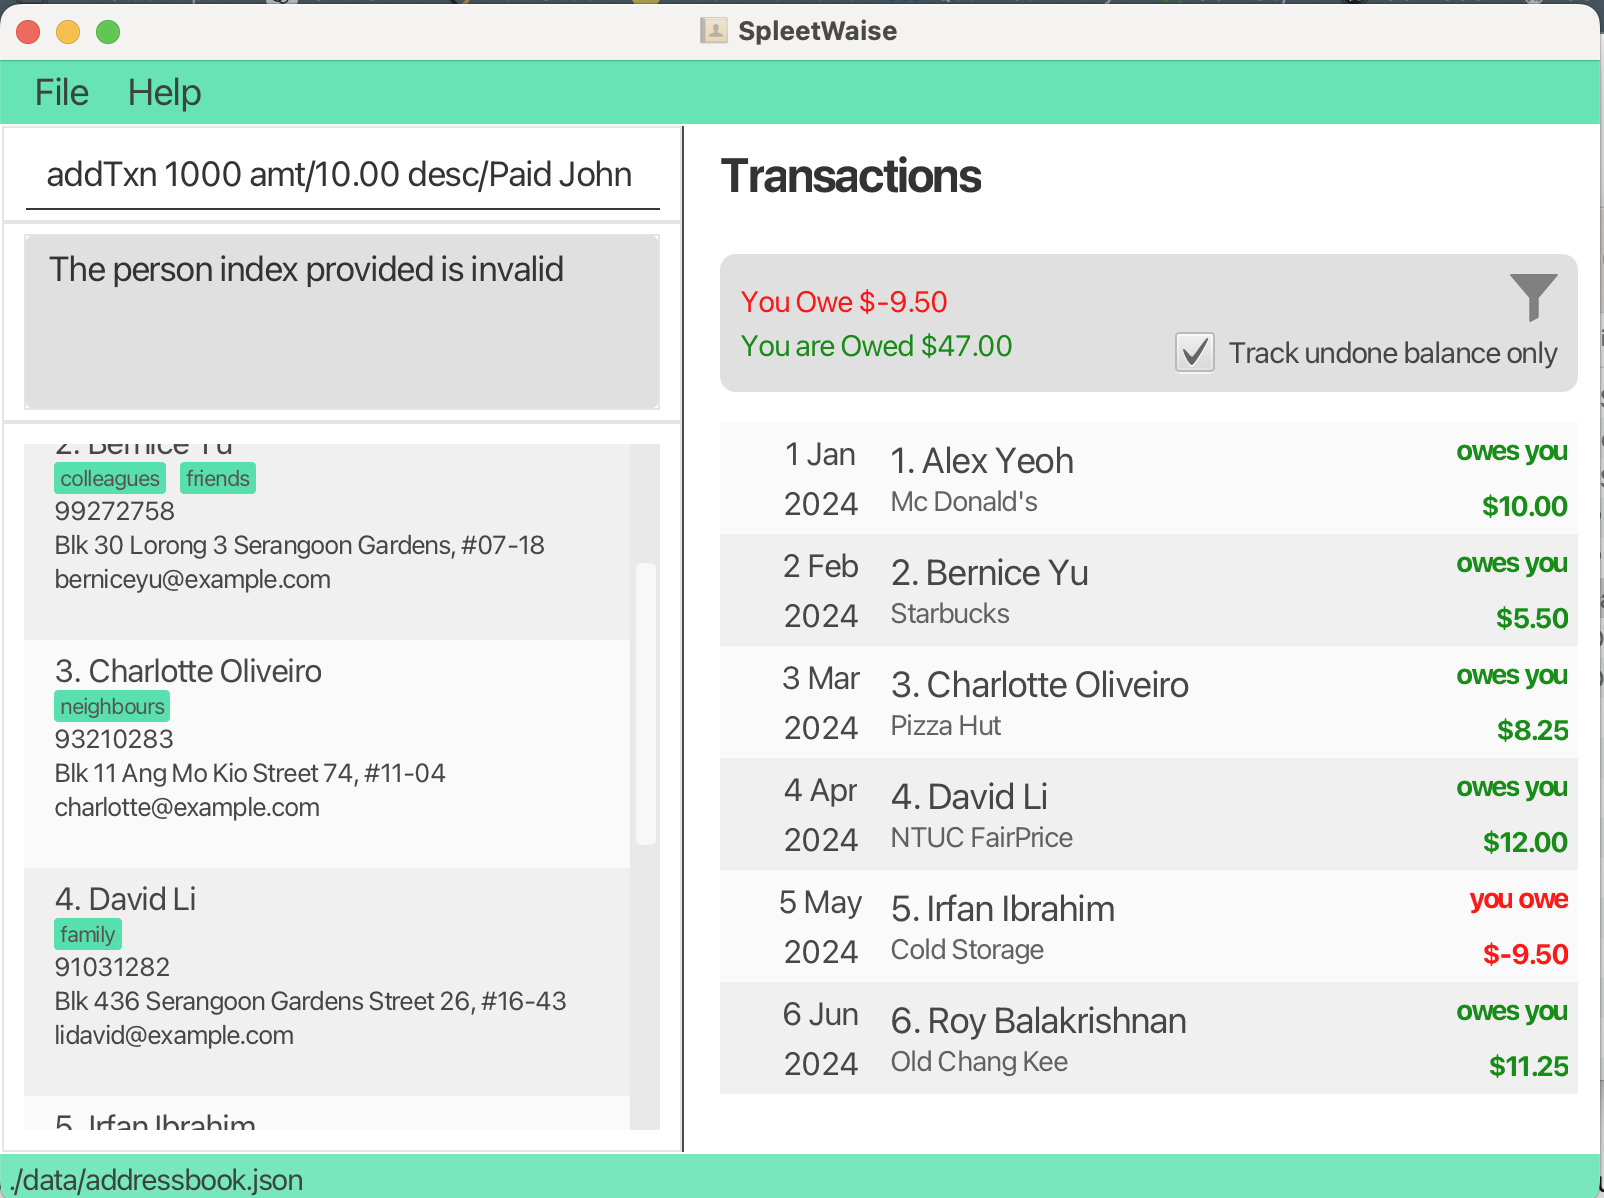 SpleetWaise
File Help
addTxn 1000 amt/10.00 desc/Paid John
The person index provided is invalid
2. Bernice Yu
colleagues friends
99272758
Blk 30 Lorong 3 Serangoon Gardens, #07-18
berniceyu@example.com
3. Charlotte Oliveiro
neighbours
93210283
Blk 11 Ang Mo Kio Street 74, #11-04
charlotte@example.com
4. David Li
family
91031282
Blk 436 Serangoon Gardens Street 26, #16-43
lidavid@example.com
5. Irfan Ibrahim
Transactions
You Owe $-9.50
You are Owed $47.00
Track undone balance only
1 Jan 2024
1. Alex Yeoh
Mc Donald's
owes you
$10.00
2 Feb 2024
2. Bernice Yu
Starbucks
owes you
$5.50
3 Mar 2024
3. Charlotte Oliveiro
Pizza Hut
owes you
$8.25
4 Apr 2024
4. David Li
NTUC FairPrice
owes you
$12.00
5 May 2024
5. Irfan Ibrahim
Cold Storage
you owe
$-9.50
6 Jun 2024
6. Roy Balakrishnan
Old Chang Kee
owes you
$11.25
./data/addressbook.json